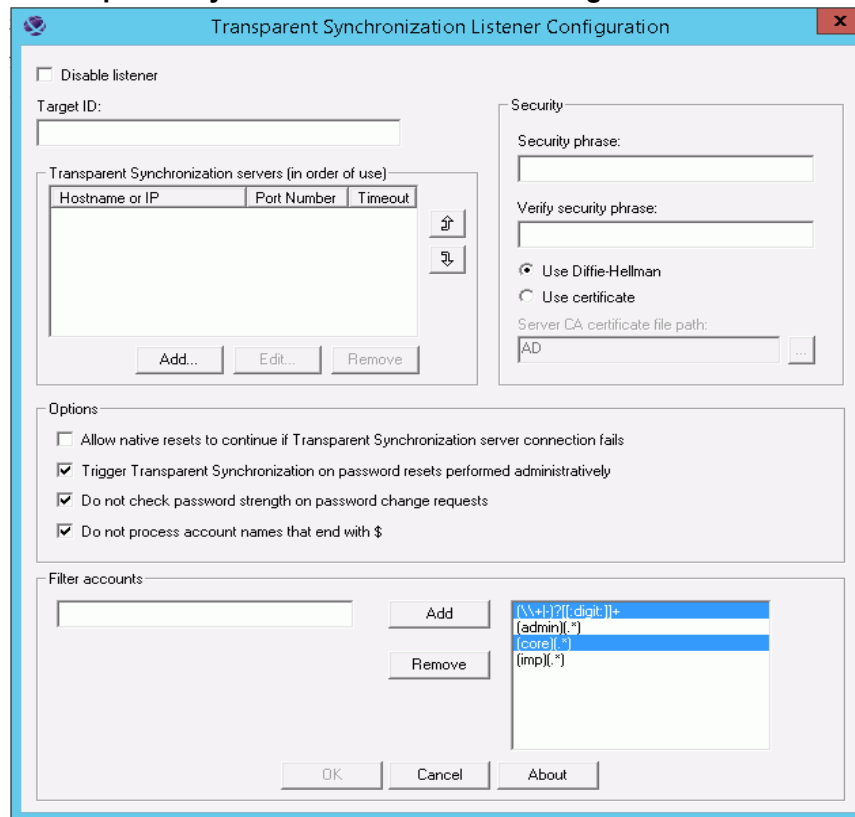 Transparent Synchronization Listener Configuration
x
Disable listener
Target ID:
Transparent Synchronization servers (in order of use)
Hostname or IP Port Number Timeout
Add... Edit... Remove
Security
Security phrase:
Verify security phrase:
Use Diffie-Hellman
Use certificate
Server CA certificate file path:
AD ...
Options
Allow native resets to continue if Transparent Synchronization server connection fails
Trigger Transparent Synchronization on password resets performed administratively
Do not check password strength on password change requests
Do not process account names that end with $
Filter accounts
Add
Remove
(\\+|-)?[[:digit:]]+
(admin)(.*)
(core)(.*)
(imp)(.*)
OK Cancel About